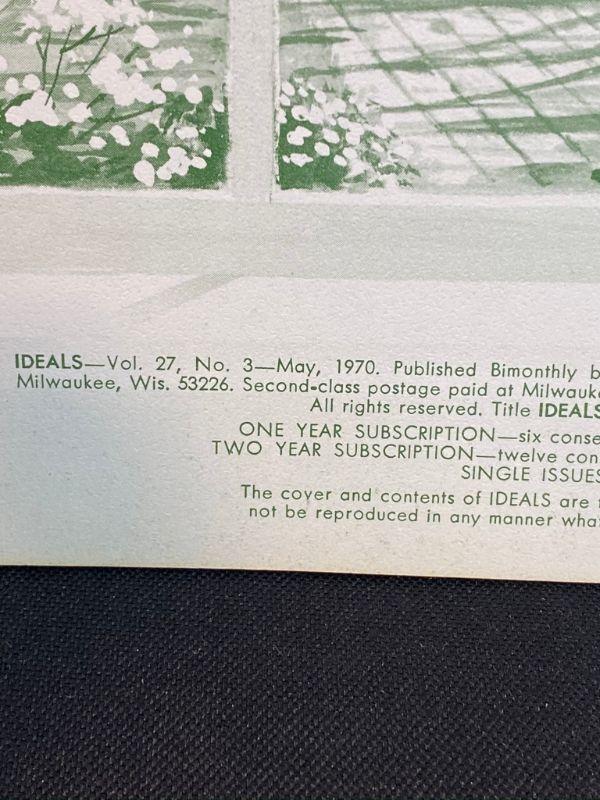 IDEALS—Vol. 27, No. 3—May, 1970. Published Bimonthly
Milwaukee, Wis. 53226. Second-class postage paid at
All rights reserved. Title IDEALS
ONE YEAR SUBSCRIPTION—six
TWO YEAR SUBSCRIPTION—twelve
SINGLE ISSUES
The cover and contents of IDEALS are
not be reproduced in any manner